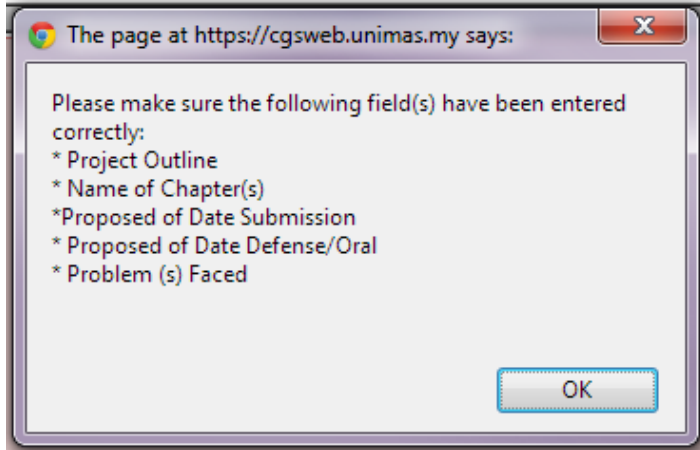 The page at https://cgsweb.unimas.my says:
X
Please make sure the following field(s) have been entered
correctly:
* Project Outline
* Name of Chapter(s)
*Proposed of Date Submission
* Proposed of Date Defense/Oral
* Problem (s) Faced
OK